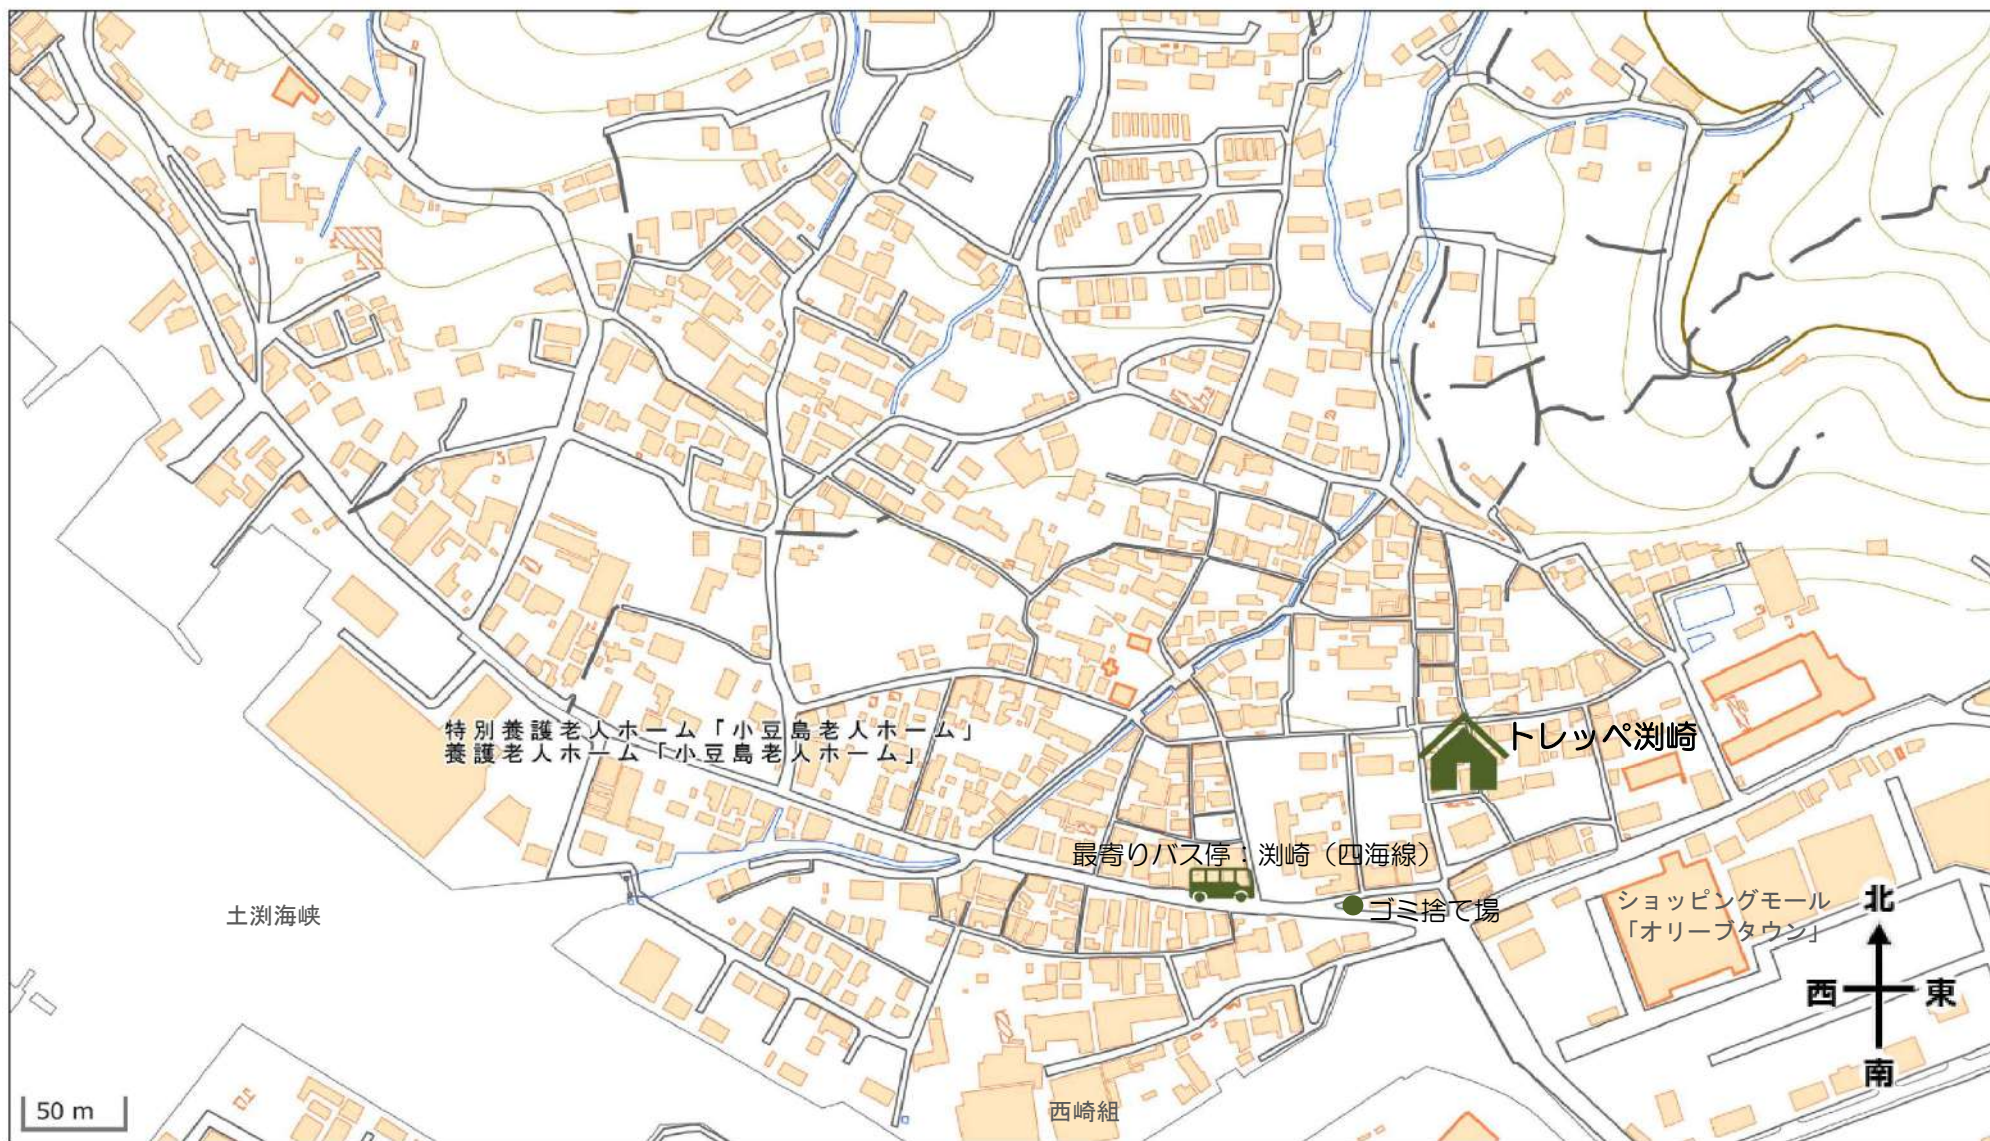 特別養護老人ホーム「小豆島老人ホーム」
養護老人ホーム「小豆島老人ホーム」
トレッペ渕崎
最寄りバス停：渕崎（四海線）
ゴミ捨て場
ショッピングモール
「オリーブタウン」
土渕海峡
北
西
東
南
50 m
西崎組